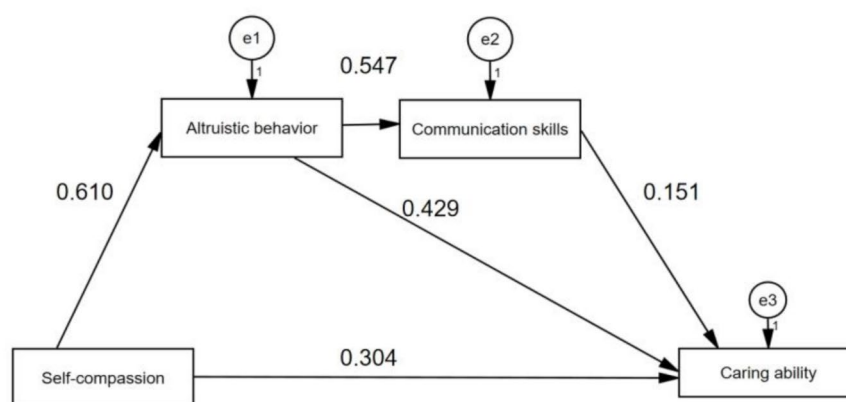 e1
e2
1
0.547
1
Altruistic behavior
Communication skills
0.610
0.429
0.151
e3
1
Self-compassion
0.304
Caring ability